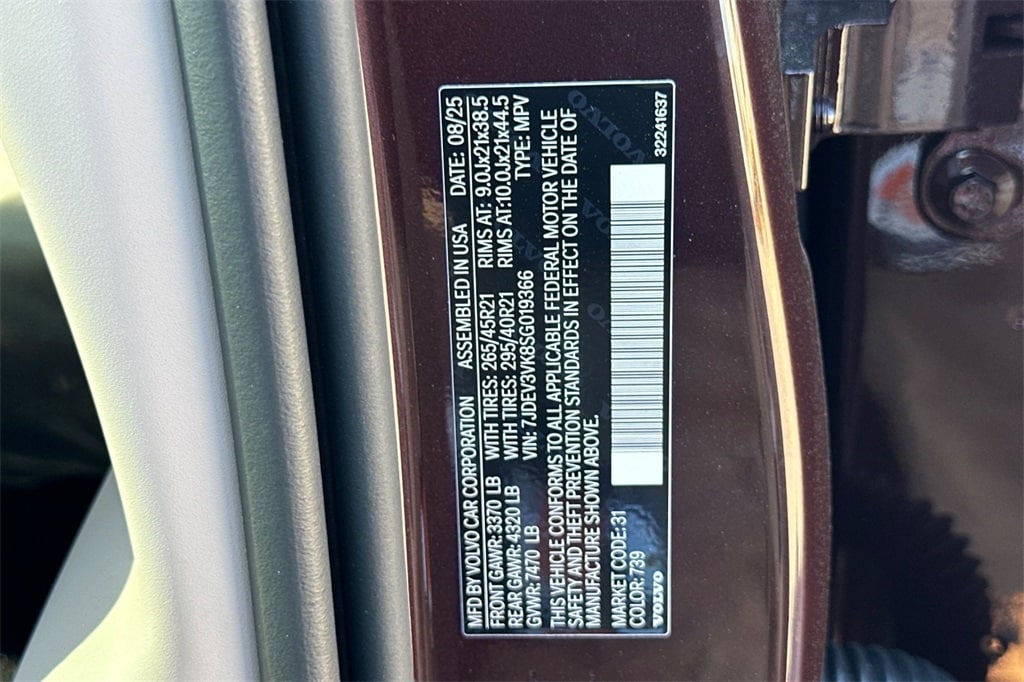 MFD BY VOLVO CAR CORPORATION ASSEMBLED IN USA DATE: 08/25
FRONT GAWR:3370 LB WITH TIRES: 265/45R21 RIMS AT: 9.0Jx21x38.5
REAR GAWR:4320 LB WITH TIRES: 295/40R21 RIMS AT:10.0Jx21x44.5
GVWR:7470 LB VIN: 7JDEV3VK8SG019366 TYPE: MPV
THIS VEHICLE CONFORMS TO ALL APPLICABLE FEDERAL MOTOR VEHICLE
SAFETY AND THEFT PREVENTION STANDARDS IN EFFECT ON THE DATE OF
MANUFACTURE SHOWN ABOVE.
MARKET CODE:31
COLOR: 739
VOLVO
32241637